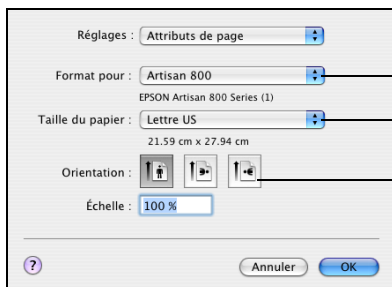 Réglages : Attributs de page
Format pour : Artisan 800
EPSON Artisan 800 Series (1)
Taille du papier : Lettre US
21.59 cm x 27.94 cm
Orientation :
Échelle : 100 %
? Annuler OK